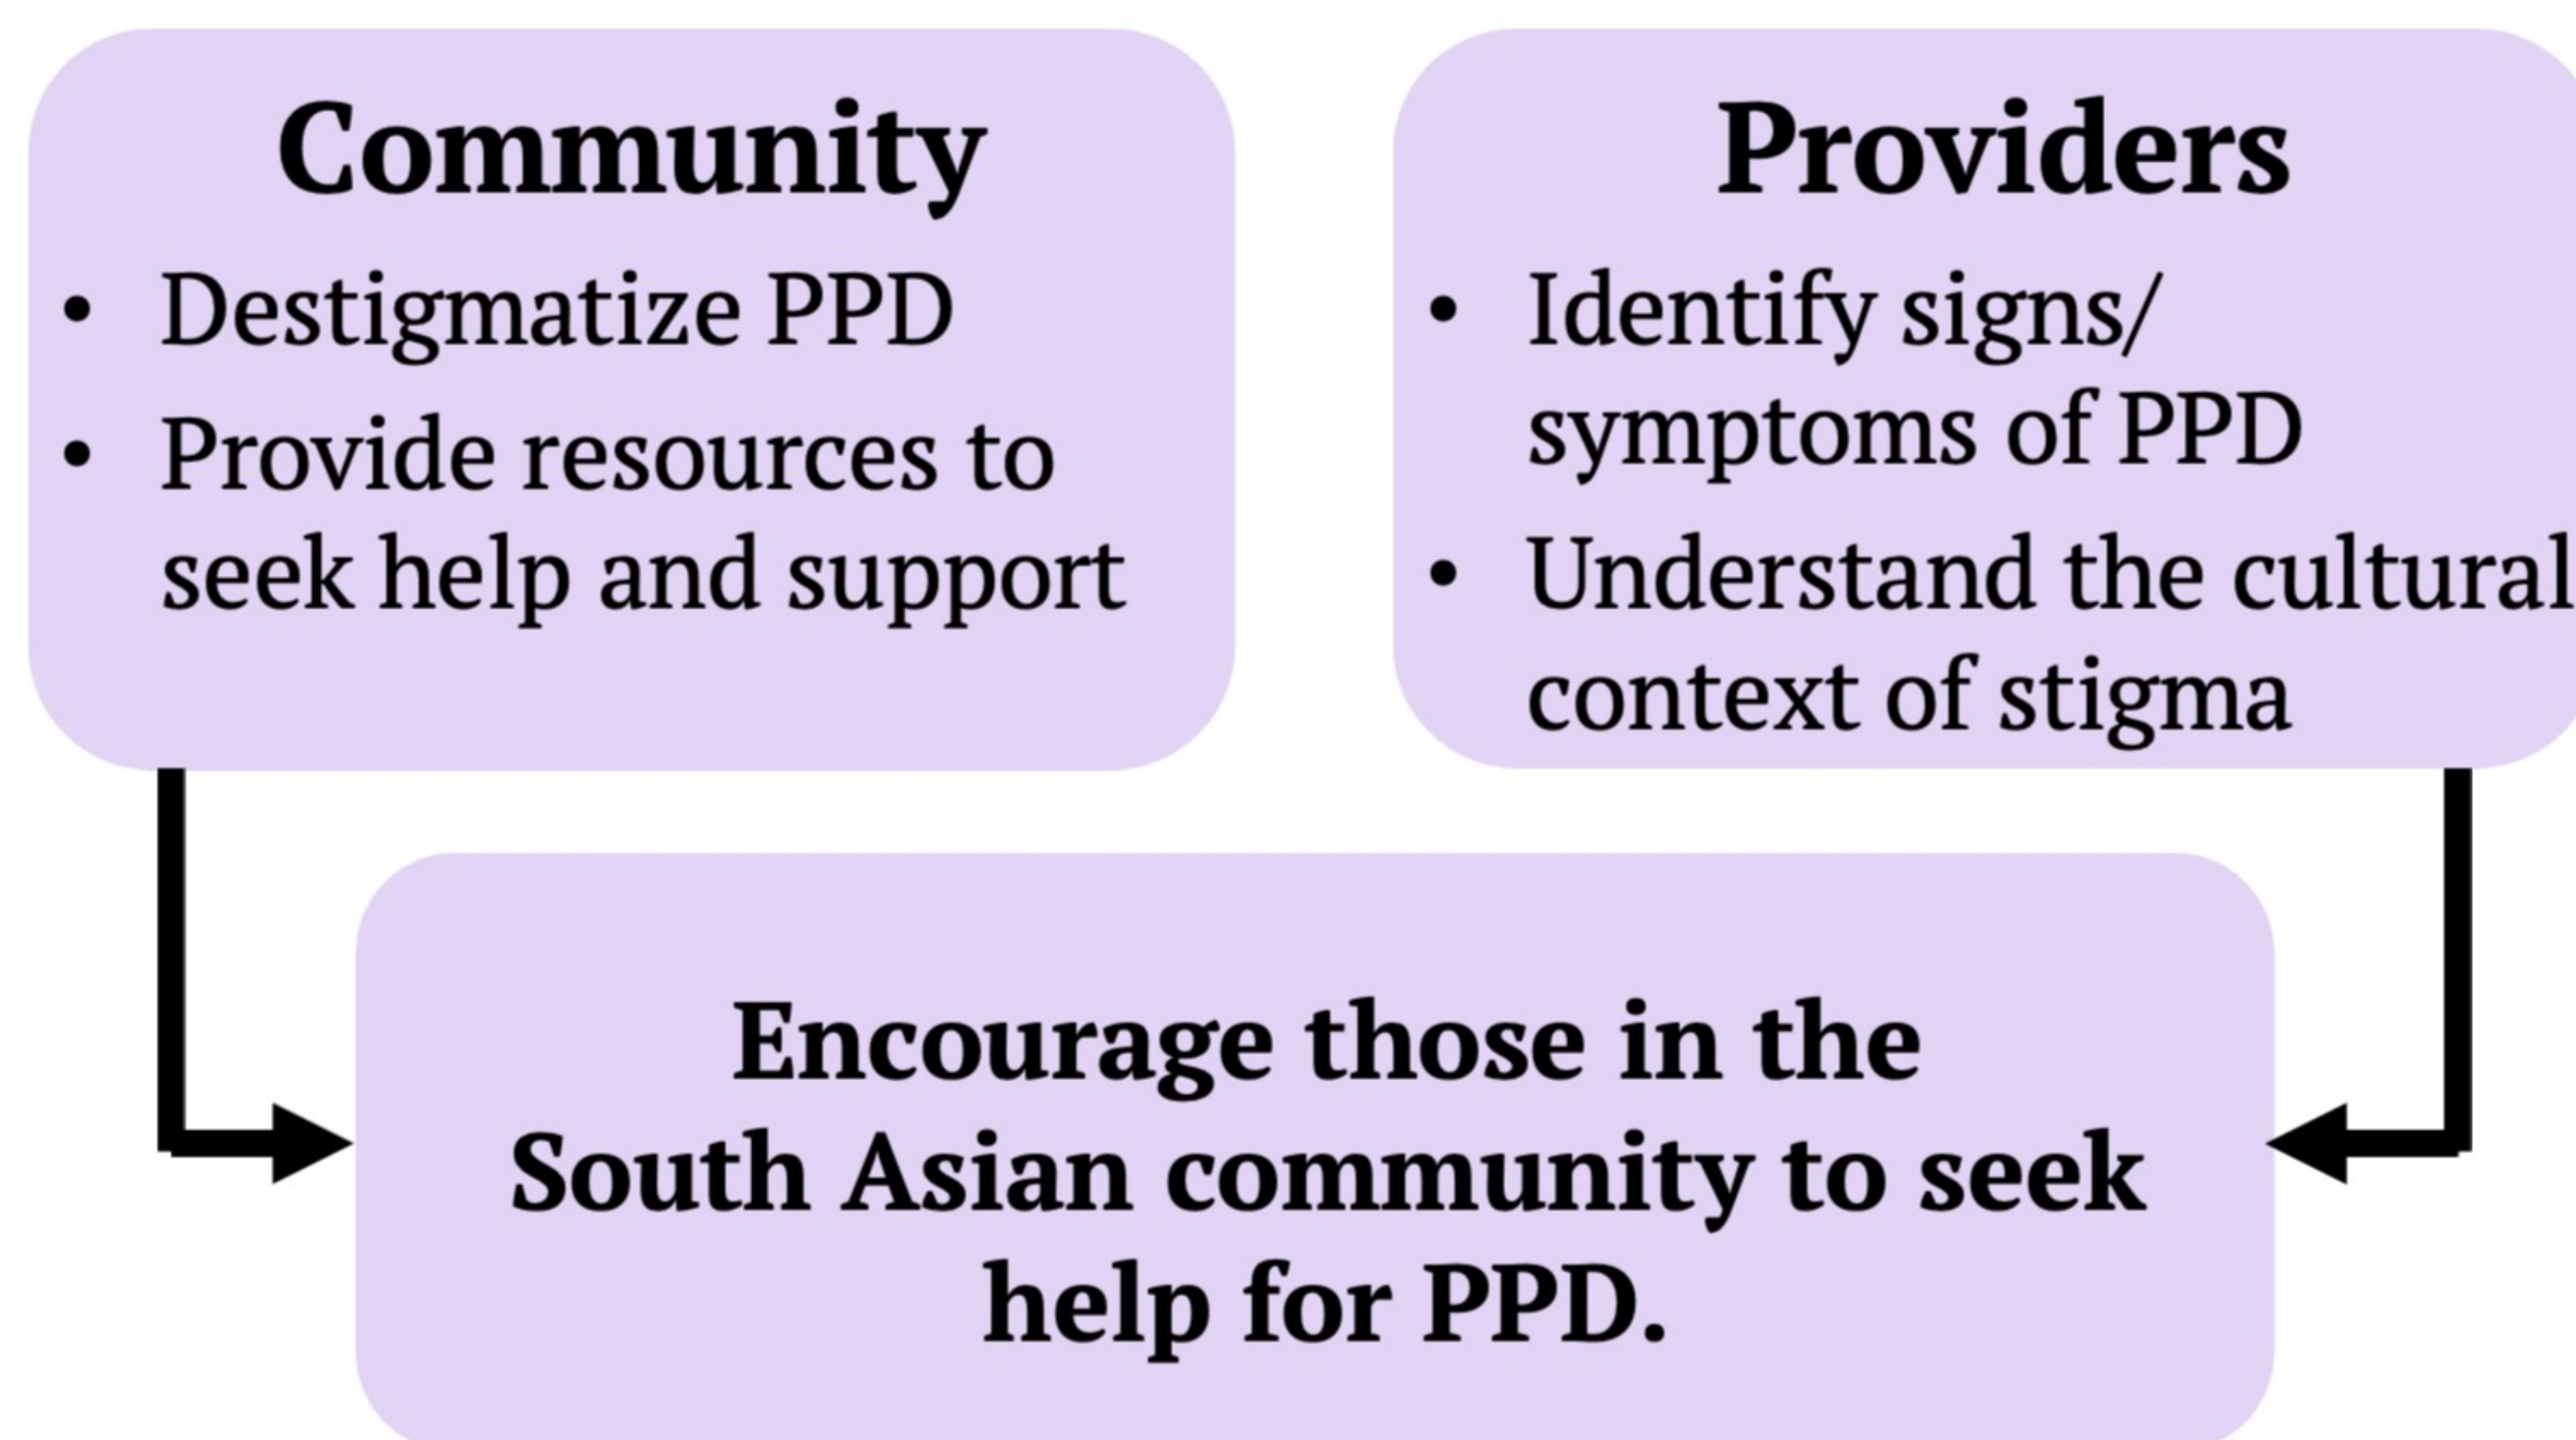 Community
• Destigmatize PPD
• Provide resources to
seek help and support
Providers
• Identify signs/
symptoms of PPD
• Understand the cultural
context of stigma
Encourage those in the
South Asian community to seek
help for PPD.